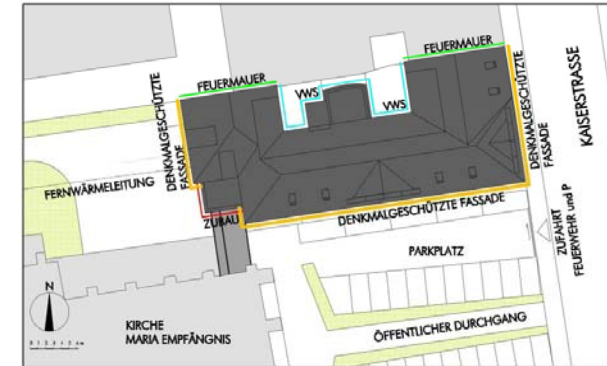 FEUERMAUER
FEUERMAUER
VWS
VWS
DENKMALGESCHÜTZTE
FASSADE
DENKMALGESCHÜTZTE
FASSADE
KAISERSTRASSE
FERNWÄRMELEITUNG
ZUBAU
DENKMALGESCHÜTZTE FASSADE
ZUFAHRT
FEUERWEHR und P
PARKPLATZ
N
KIRCHE
MARIA EMPFÄNGNIS
ÖFFENTLICHER DURCHGANG